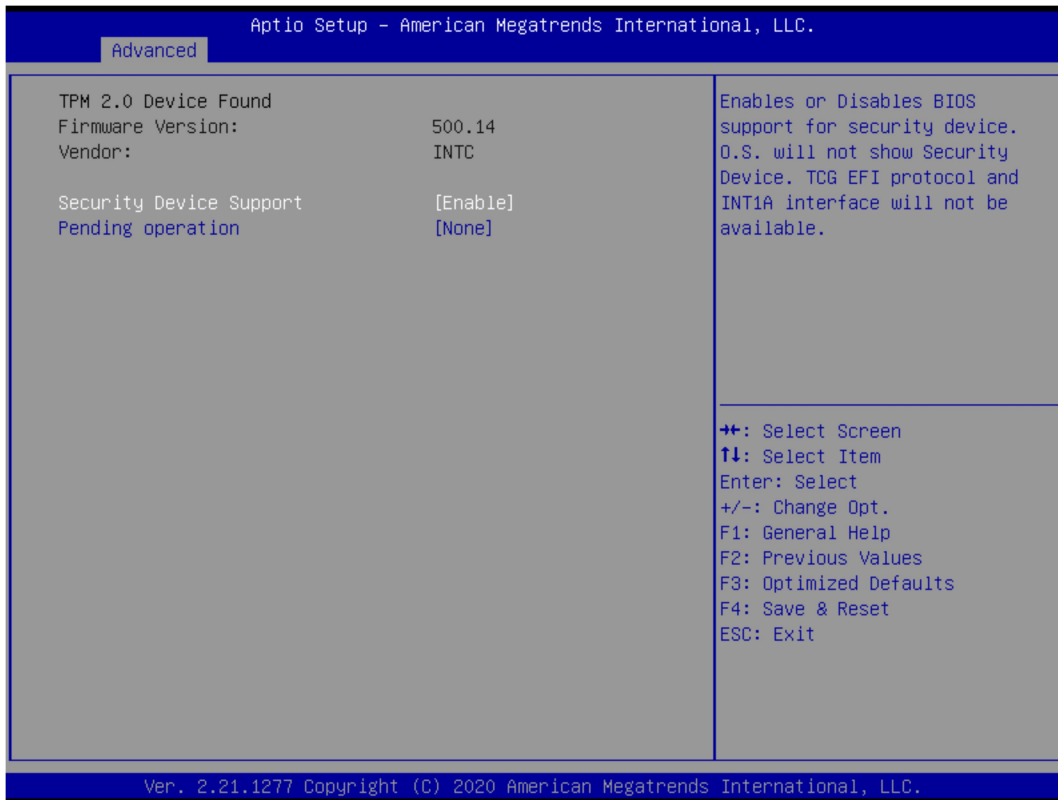 Aptio Setup – American Megatrends International, LLC.
Advanced
TPM 2.0 Device Found
Firmware Version: 500.14
Vendor: INTC
Security Device Support [Enable]
Pending operation [None]
Enables or Disables BIOS
support for security device.
O.S. will not show Security
Device. TCG EFI protocol and
INT1A interface will not be
available.
→←: Select Screen
↑↓: Select Item
Enter: Select
+/-: Change Opt.
F1: General Help
F2: Previous Values
F3: Optimized Defaults
F4: Save & Reset
ESC: Exit
Ver. 2.21.1277 Copyright (C) 2020 American Megatrends International, LLC.